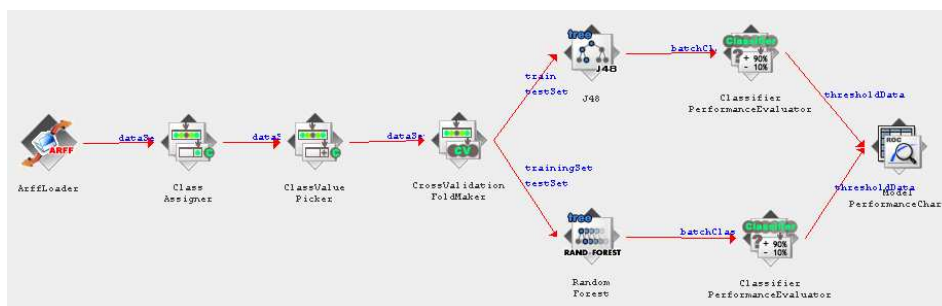 tree
J48
batchCl
Classifier
+ 90%
- 10%
J48
Classifier
PerformanceEvaluator
train
testSet
thresholdData
ARFF
ArffLoader
dataSe
C
Class
Assigner
dataS
C
ClassValue
Picker
dataSe
CV
CrossValidation
FoldMaker
ROC
Model
PerformanceChar
trainingSet
testSet
thresholdData
tree
RAND-FOREST
Random
Forest
batchClas
Classifier
? + 90%
- 10%
Classifier
PerformanceEvaluator